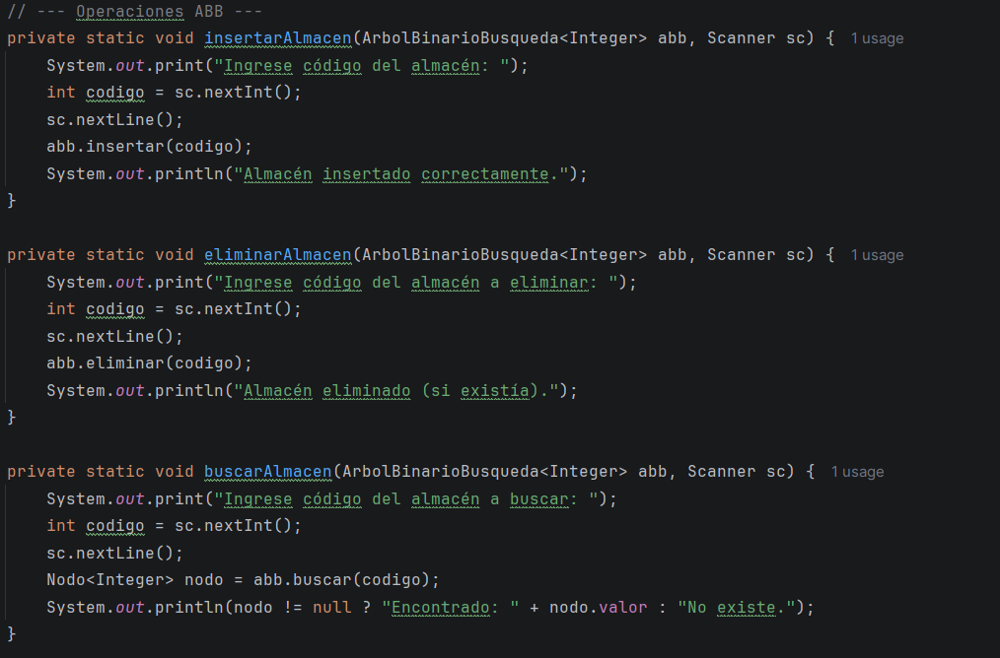 // --- Operaciones ABB ---
private static void insertarAlmacen(ArbolBinarioBusqueda<Integer> abb, Scanner sc) { 1 usage
    System.out.print("Ingrese código del almacén: ");
    int codigo = sc.nextInt();
    sc.nextLine();
    abb.insertar(codigo);
    System.out.println("Almacén insertado correctamente.");
}

private static void eliminarAlmacen(ArbolBinarioBusqueda<Integer> abb, Scanner sc) { 1 usage
    System.out.print("Ingrese código del almacén a eliminar: ");
    int codigo = sc.nextInt();
    sc.nextLine();
    abb.eliminar(codigo);
    System.out.println("Almacén eliminado (si existía).");
}

private static void buscarAlmacen(ArbolBinarioBusqueda<Integer> abb, Scanner sc) { 1 usage
    System.out.print("Ingrese código del almacén a buscar: ");
    int codigo = sc.nextInt();
    sc.nextLine();
    Nodo<Integer> nodo = abb.buscar(codigo);
    System.out.println(nodo != null ? "Encontrado: " + nodo.valor : "No existe.");
}